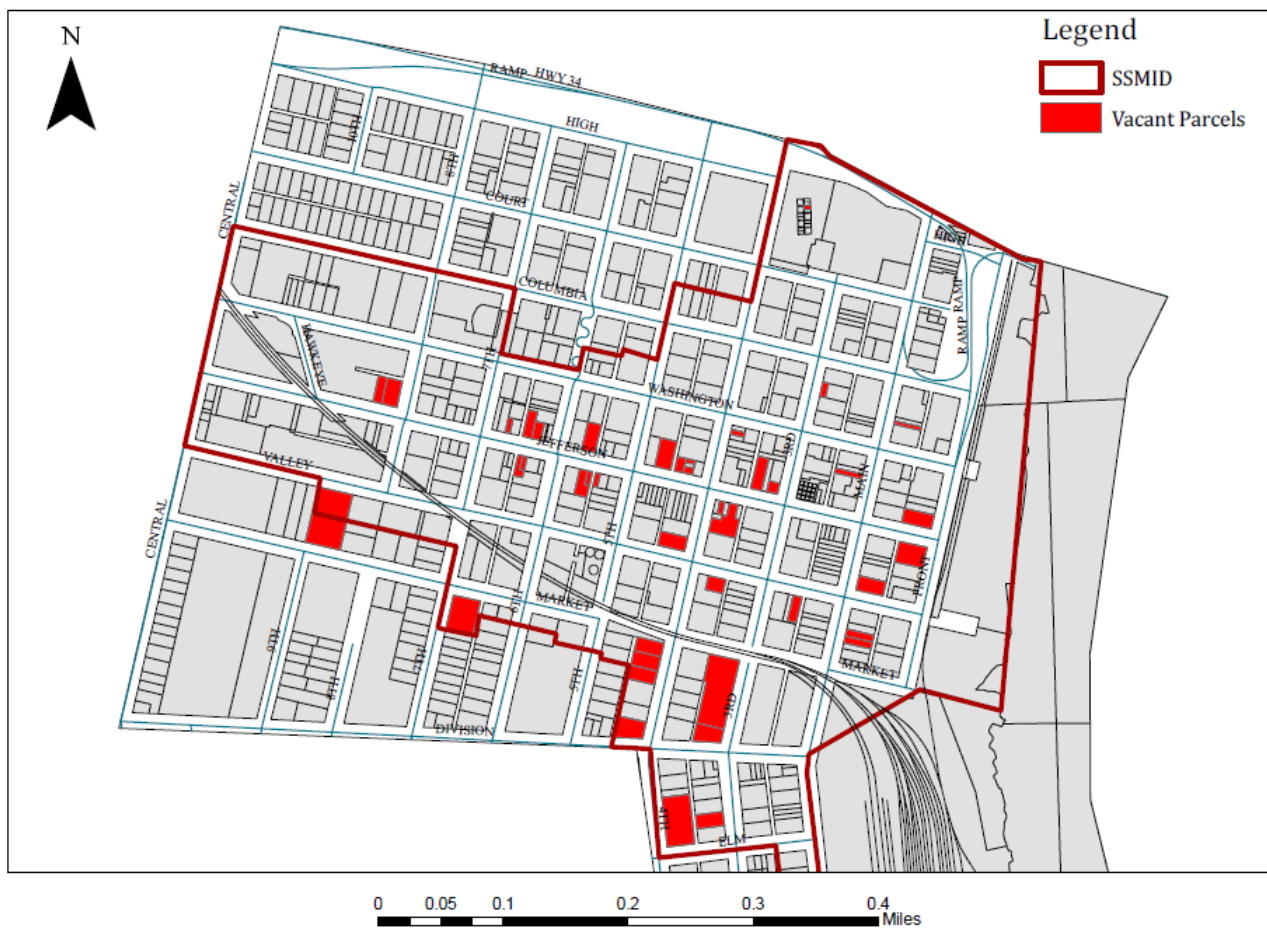 N
Legend
SSMID
Vacant Parcels
RAMP HWY 34
HIGH
10TH
8TH
COURT
CENTRAL
HIGH
COLUMBIA
RAMP
RAMP
HAWKEYE
7TH
WASHINGTON
JEFFERSON
3RD
MAIN
VALLEY
CENTRAL
5TH
FRONT
6TH
MARKET
9TH
8TH
7TH
5TH
MARKET
3RD
DIVISION
4TH
ELM
0 0.05 0.1 0.2 0.3 0.4
Miles